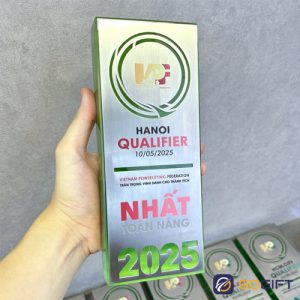 VPF
HANOI
QUALIFIER
10/05/2025
VIETNAM POWERLIFTING FEDERATION
TRÂN TRỌNG VINH DANH CHO THÀNH TÍCH
NHẤT
TOÀN NĂNG
2025
GIFT